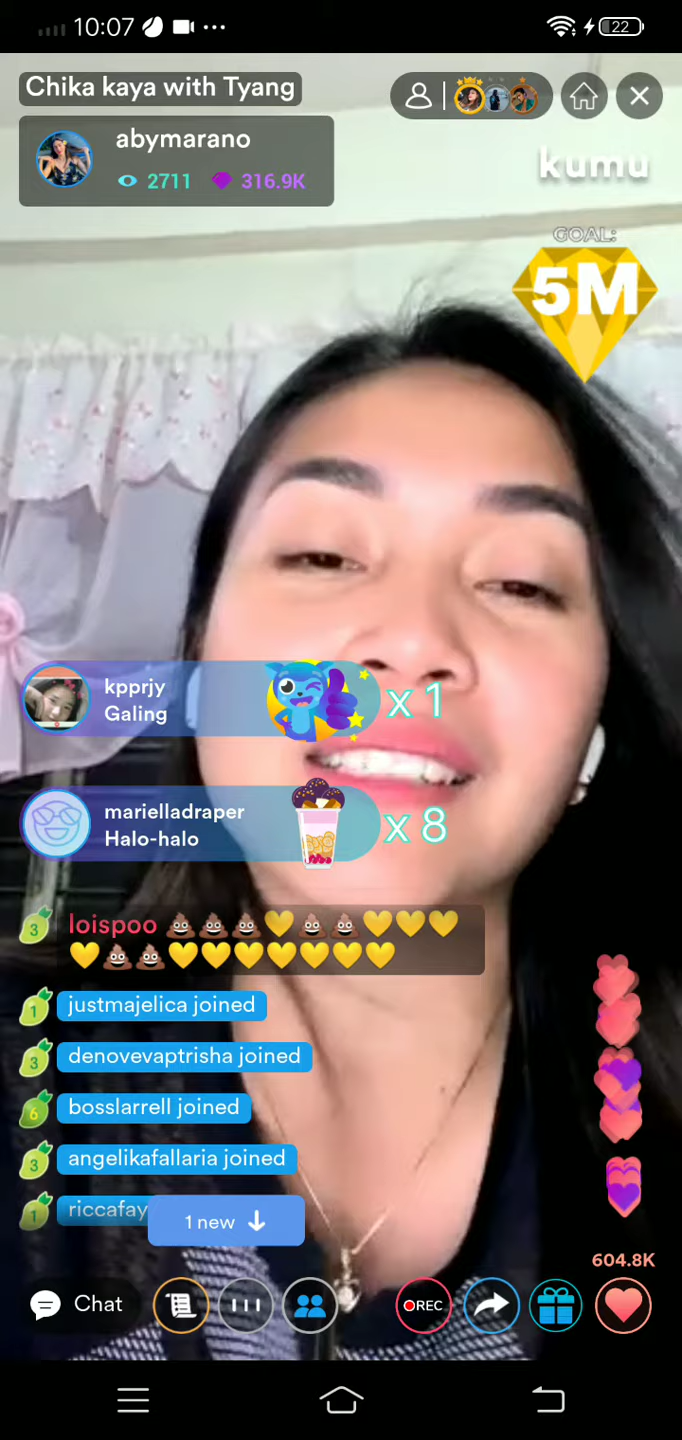 10:07
22
Chika kaya with Tyang
abymarano
2711 316.9K
kumu
GOAL:
5M
kpprjy
Galing
x 1
marielladraper
Halo-halo
x 8
3 loispoo 💩💩💩💛💩💩💛💛💛
💛💩💩💛💛💛💛💛💛💛
1 justmajelica joined
3 denovevaptrisha joined
6 bosslarrell joined
3 angelikafallaria joined
1 riccafay
1 new
604.8K
Chat
REC